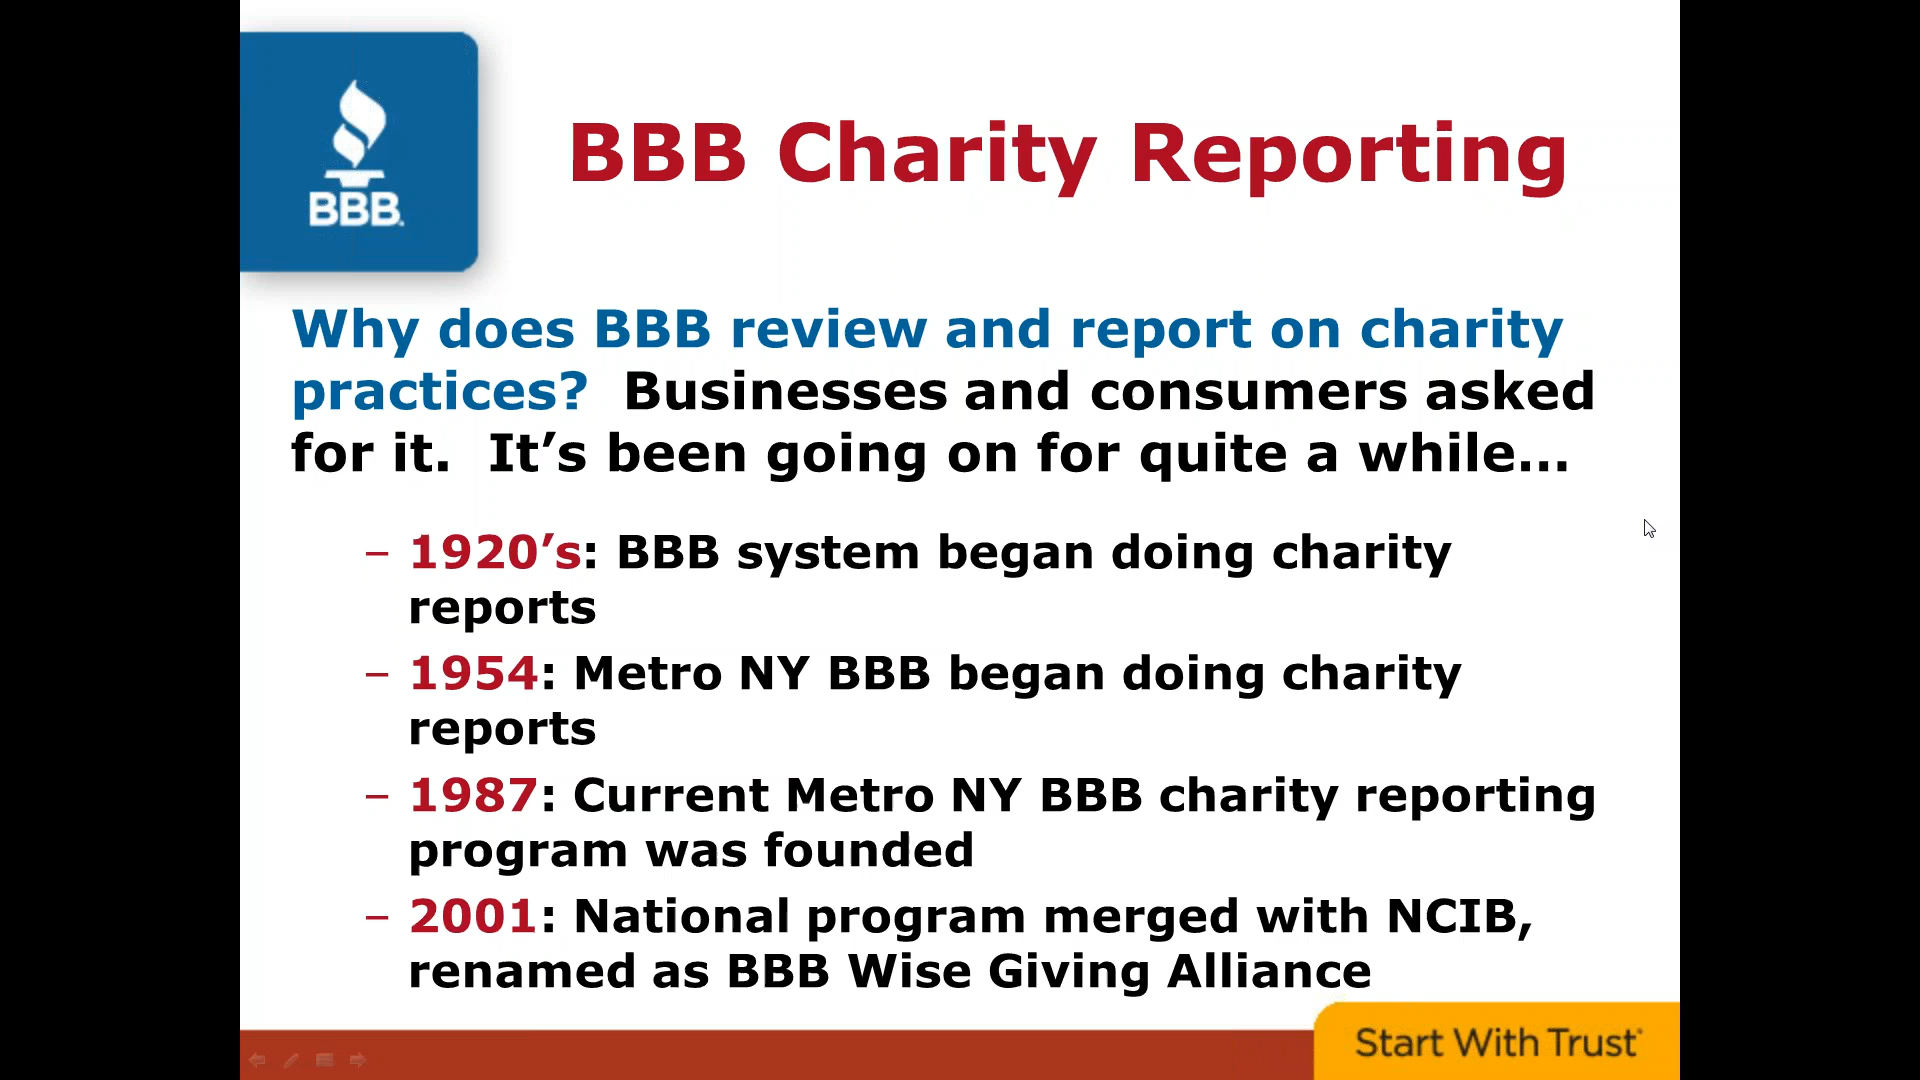 BBB.
BBB Charity Reporting
Why does BBB review and report on charity
practices?  Businesses and consumers asked
for it.  It’s been going on for quite a while…
– 1920’s: BBB system began doing charity
reports
– 1954: Metro NY BBB began doing charity
reports
– 1987: Current Metro NY BBB charity reporting
program was founded
– 2001: National program merged with NCIB,
renamed as BBB Wise Giving Alliance
Start With Trust